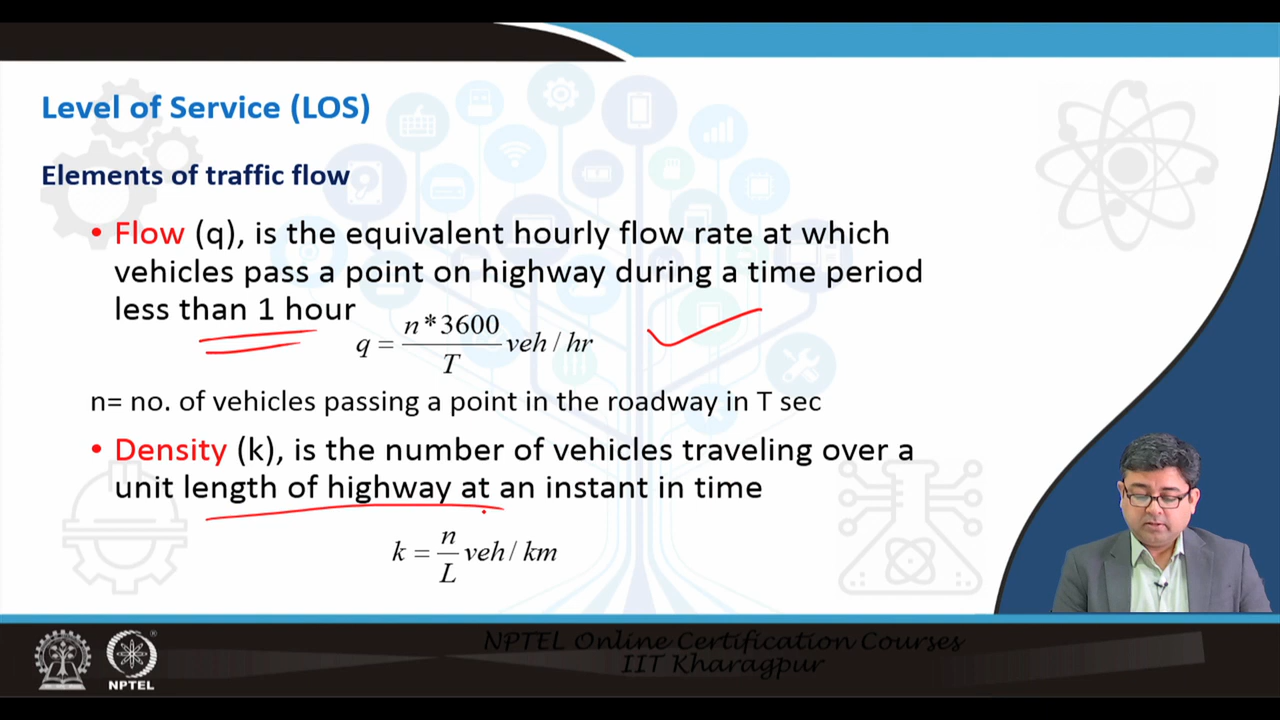 Level of Service (LOS)
Elements of traffic flow
• Flow (q), is the equivalent hourly flow rate at which
vehicles pass a point on highway during a time period
less than 1 hour
q = n*3600 / T veh / hr
n= no. of vehicles passing a point in the roadway in T sec
• Density (k), is the number of vehicles traveling over a
unit length of highway at an instant in time
k = n / L veh / km
NPTEL Online Certification Courses
IIT Kharagpur
NPTEL